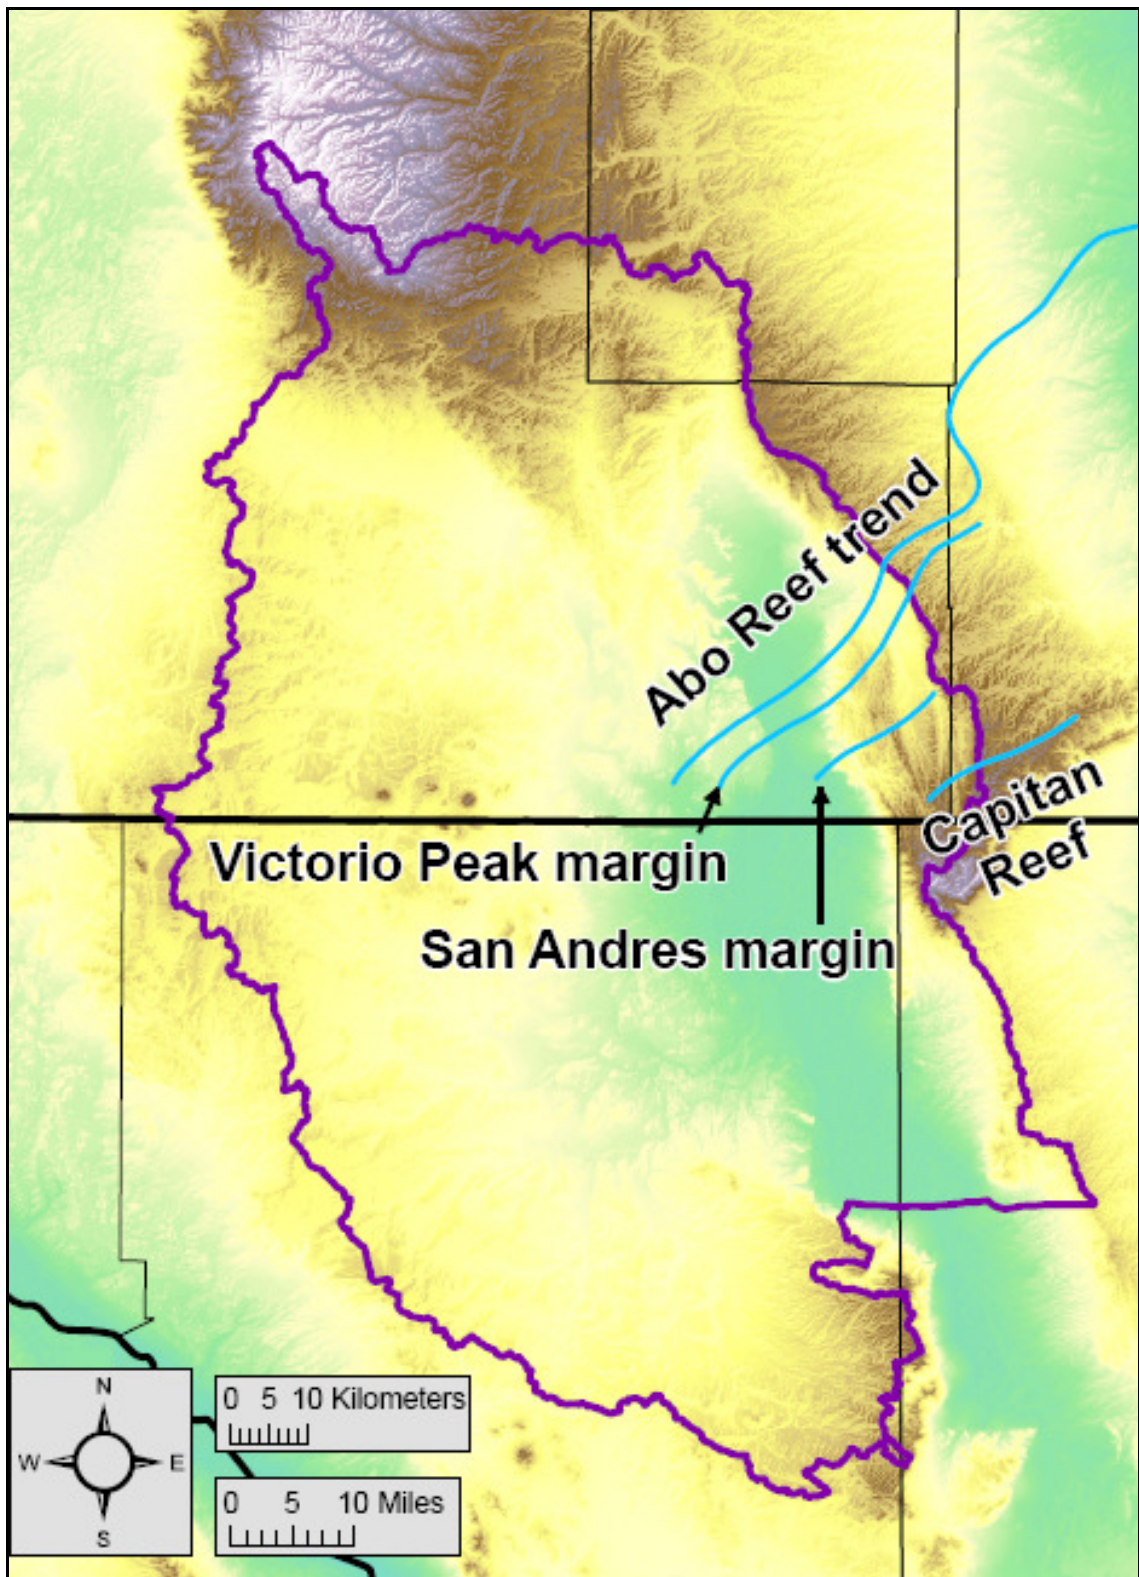 Abo Reef trend
Capitan
Reef
Victorio Peak margin
San Andres margin
N
W E
S
0 5 10 Kilometers
0 5 10 Miles